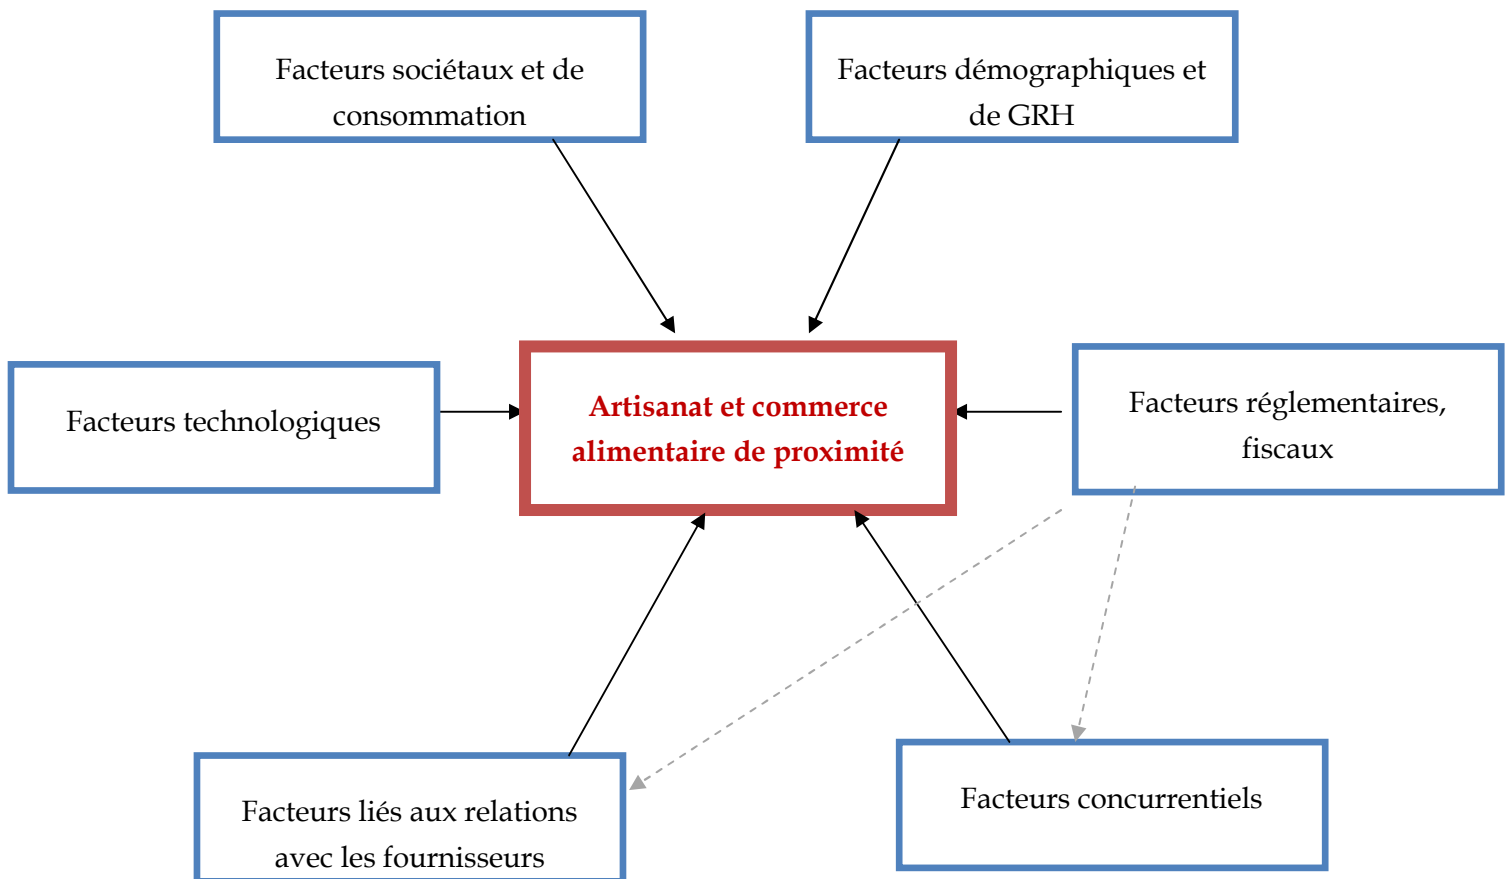 Facteurs sociétaux et de
consommation
Facteurs démographiques et
de GRH
Facteurs technologiques
Artisanat et commerce
alimentaire de proximité
Facteurs réglementaires,
fiscaux
Facteurs liés aux relations
avec les fournisseurs
Facteurs concurrentiels